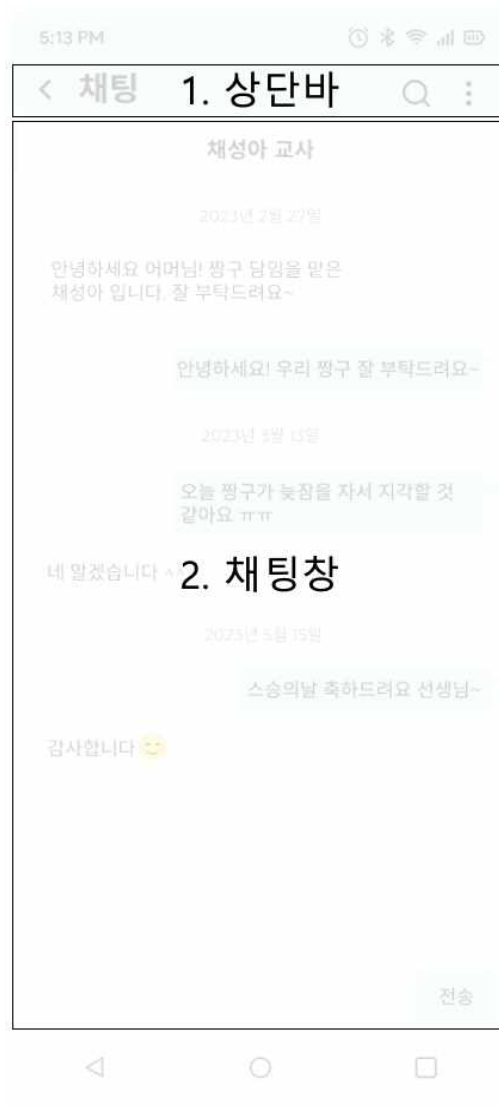 5:13 PM
채팅
1. 상단바
채성아 교사
2023년 2월 27일
안녕하세요 어머님! 짱구 담임을 맡은
채성아 입니다. 잘 부탁드려요~
안녕하세요! 우리 짱구 잘 부탁드려요~
2023년 3월 13일
오늘 짱구가 늦잠을 자서 지각할 것
같아요 ㅠㅠ
네 알겠습니다 ^
2. 채팅창
2023년 5월 15일
스승의날 축하드려요 선생님~
감사합니다 😊
전송